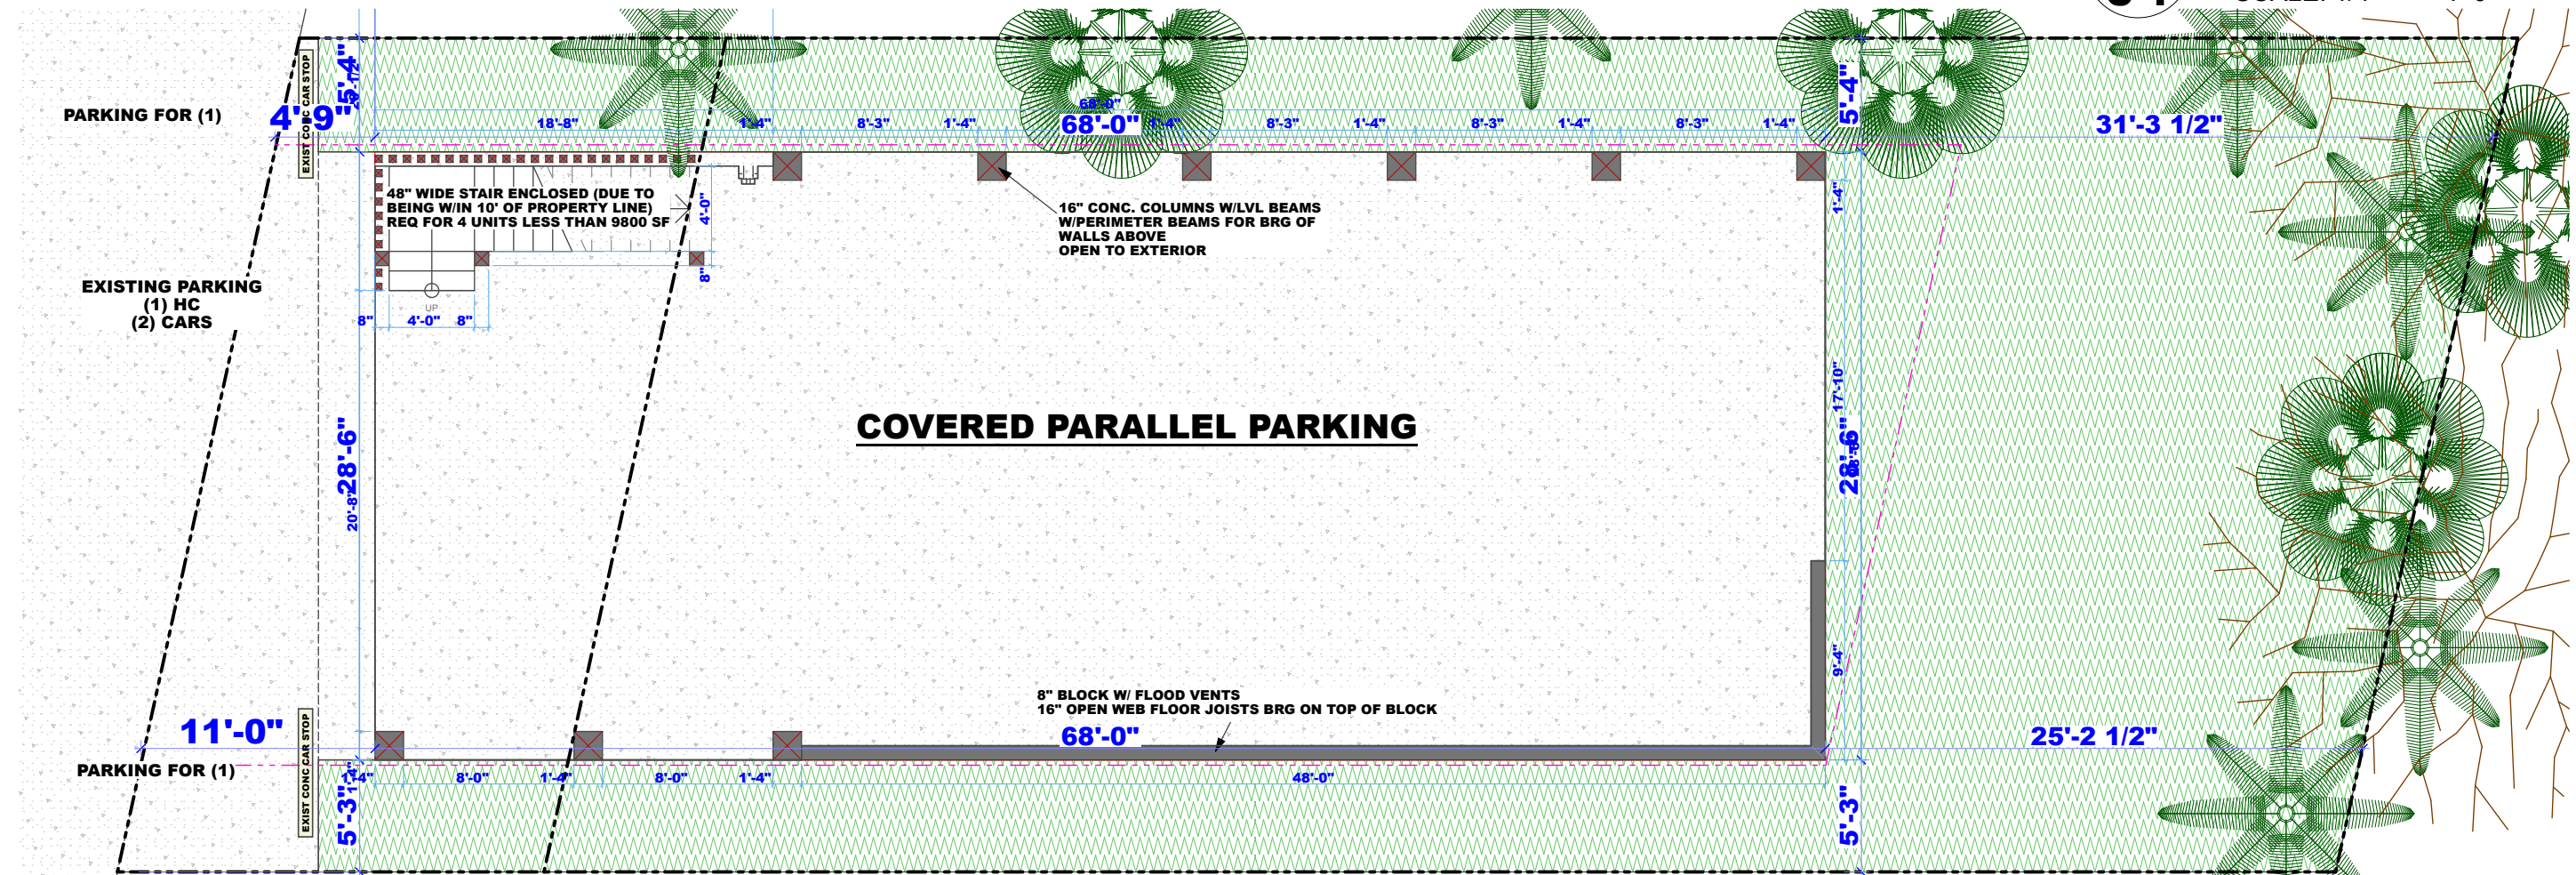 5'-4"
EXIST CONC CAR STOP
PARKING FOR (1)
4'-9"
68'-0"
18'-8"
1'-4"
8'-3"
1'-4"
68'-0"
1'-4"
8'-3"
1'-4"
8'-3"
1'-4"
8'-3"
1'-4"
5'-4"
31'-3 1/2"
48" WIDE STAIR ENCLOSED (DUE TO
BEING W/IN 10' OF PROPERTY LINE)
REQ FOR 4 UNITS LESS THAN 9800 SF
4'-0"
8"
16" CONC. COLUMNS W/LVL BEAMS
W/PERIMETER BEAMS FOR BRG OF
WALLS ABOVE
OPEN TO EXTERIOR
1'-4"
EXISTING PARKING
(1) HC
(2) CARS
UP
8"
4'-0"
8"
28'-6"
20'-8"
COVERED PARALLEL PARKING
17'-10"
28'-6"
9'-4"
8" BLOCK W/ FLOOD VENTS
16" OPEN WEB FLOOR JOISTS BRG ON TOP OF BLOCK
11'-0"
68'-0"
25'-2 1/2"
PARKING FOR (1)
EXIST CONC CAR STOP
1'-4"
1'-4"
8'-0"
1'-4"
8'-0"
1'-4"
48'-0"
5'-3"
5'-3"